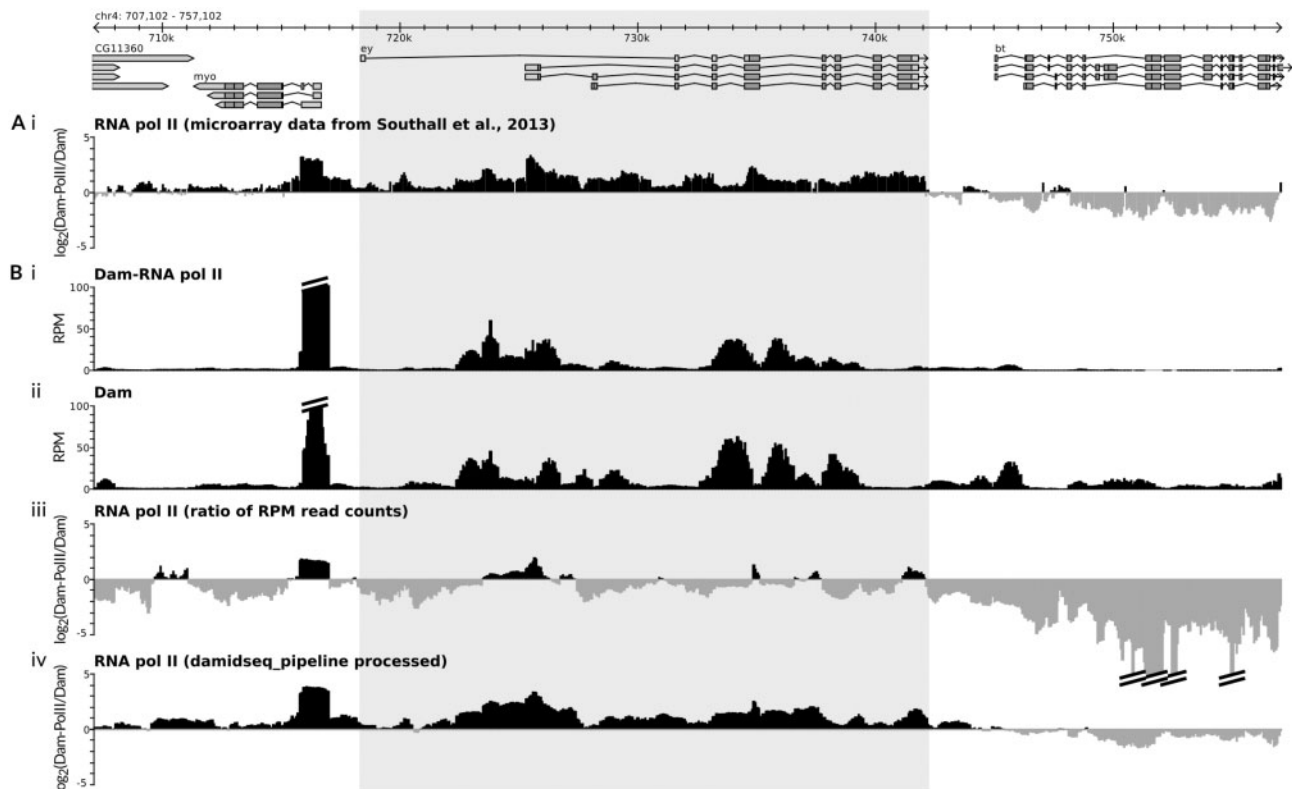 chr4: 707,102 - 757,102
710k 720k 730k 740k 750k
CG11360 ey bt
myo
A i RNA pol II (microarray data from Southall et al., 2013)
5
0
-5
log2(Dam-PolII/Dam)
B i Dam-RNA pol II
100
50
0
RPM
ii Dam
100
50
0
RPM
iii RNA pol II (ratio of RPM read counts)
5
0
-5
log2(Dam-PolII/Dam)
iv RNA pol II (damidseq_pipeline processed)
5
0
-5
log2(Dam-PolII/Dam)